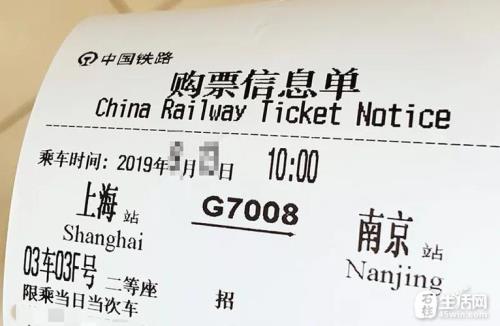 中国铁路
购票信息单
China Railway Ticket Notice
乘车时间：2019年 月 日 10:00
上海站 G7008 南京站
Shanghai Nanjing
03车03F号 二等座 招
限乘当日当次车
生活网
45win.com